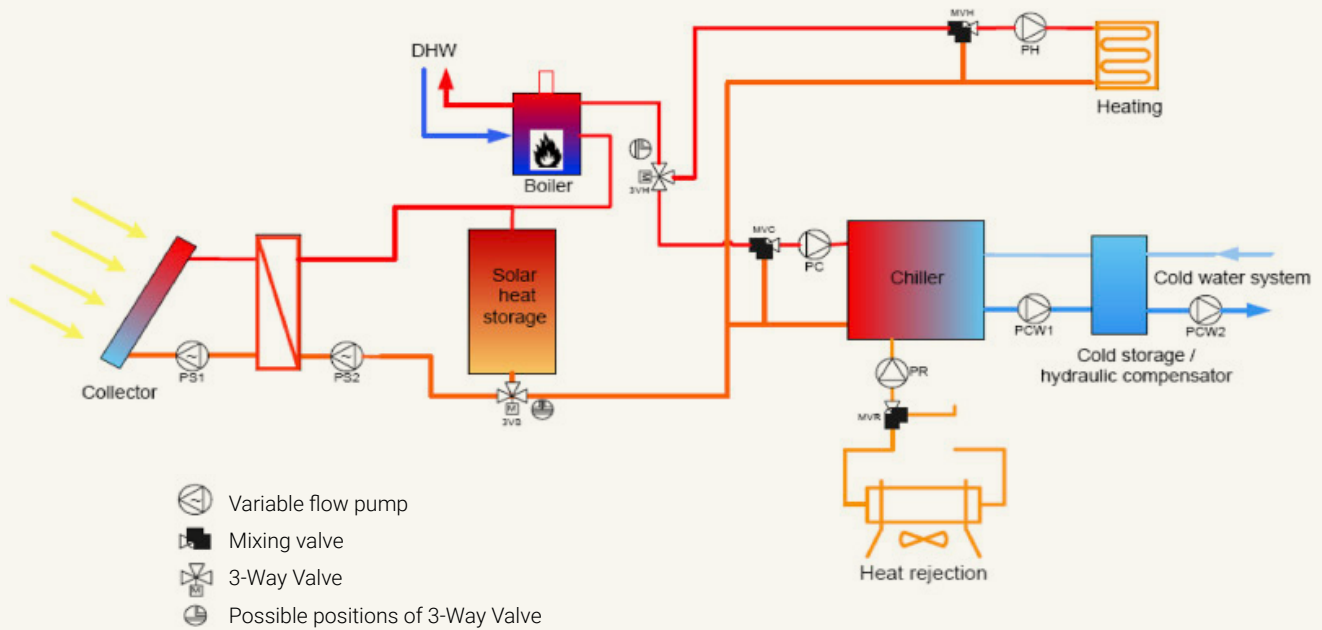 MVH
PH
DHW
Heating
Boiler
M
3VH
MVC
PC
Solar
heat
storage
Chiller
Cold water system
PCW1
PCW2
Cold storage /
hydraulic compensator
PS1
PS2
Collector
M
3VS
PR
MVR
Heat rejection
Variable flow pump
Mixing valve
3-Way Valve
M
Possible positions of 3-Way Valve